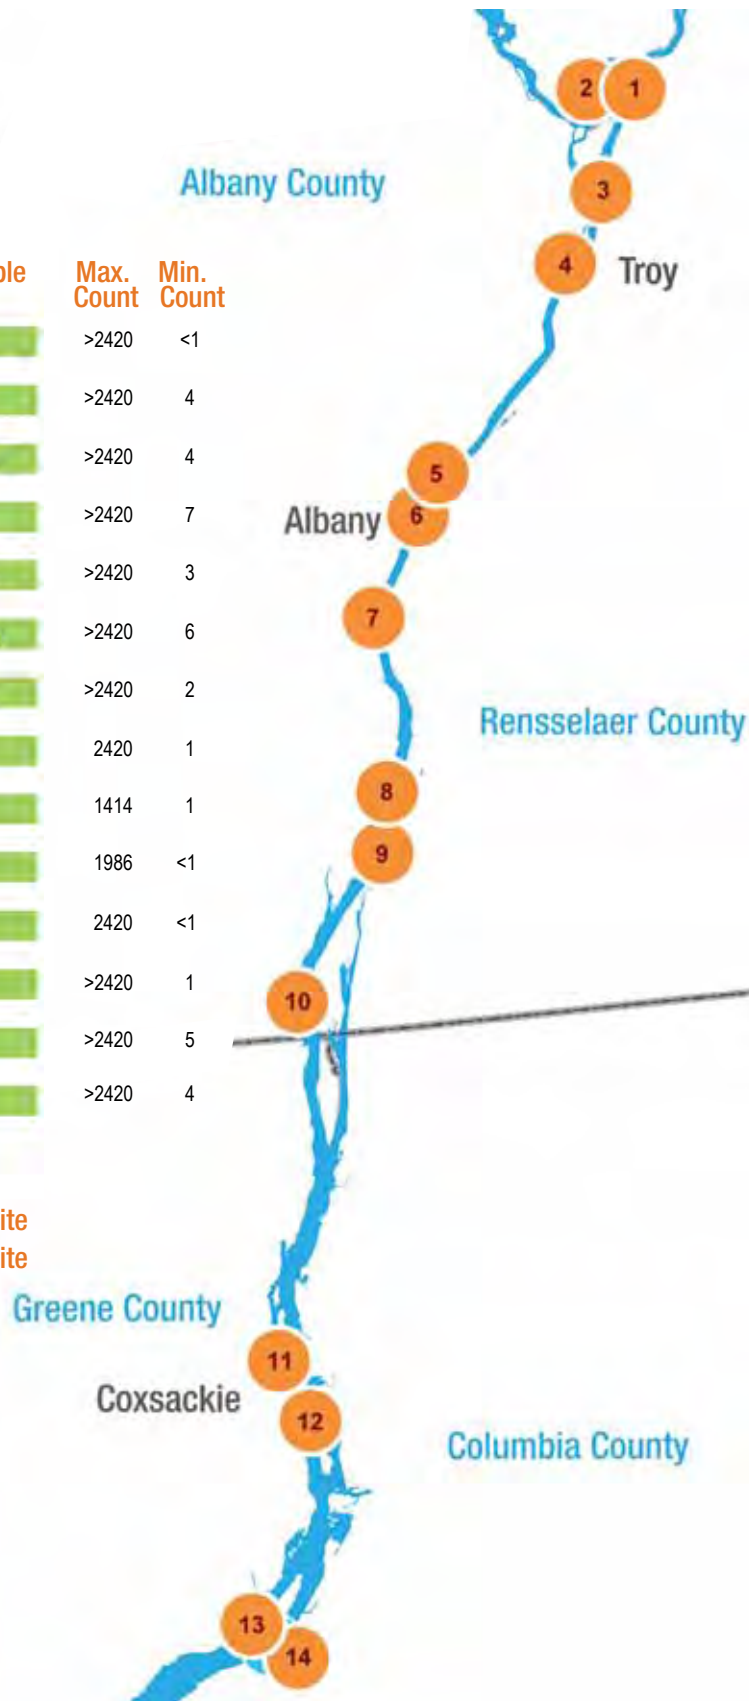 2 1
Albany County
3
ple Max. Min.
Count Count
4 Troy
>2420 <1
>2420 4
>2420 4
5
>2420 7
Albany 6
>2420 3
7
>2420 6
>2420 2
Rensselaer County
2420 1
8
1414 1
9
1986 <1
2420 <1
>2420 1
10
>2420 5
>2420 4
ite
ite
Greene County
11
Coxsackie
12
Columbia County
13
14